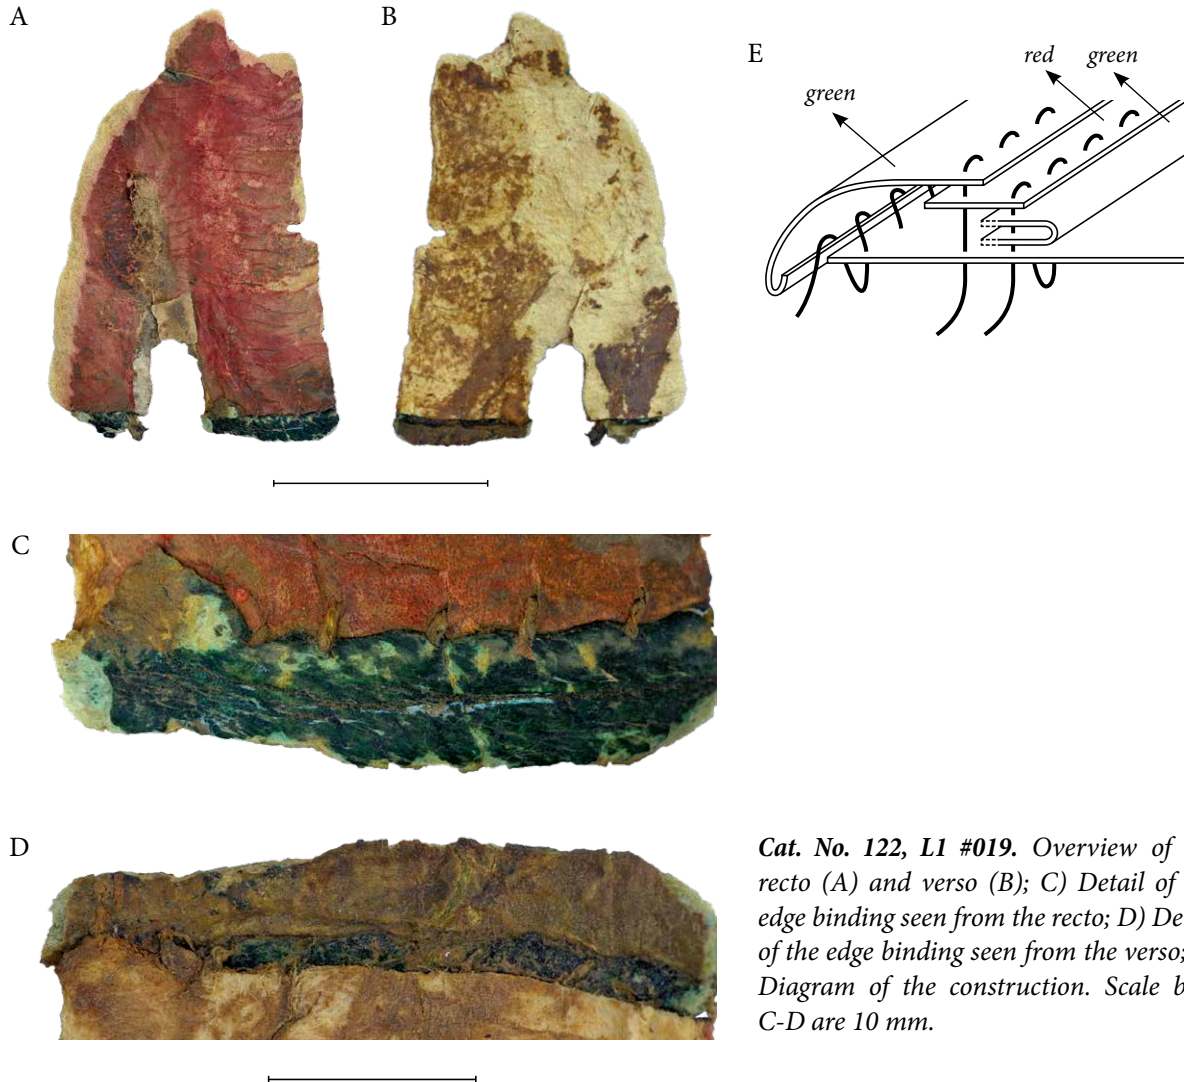 A
B
E
green
red
green
C
D
Cat. No. 122, L1 #019. Overview of
recto (A) and verso (B); C) Detail of
edge binding seen from the recto; D) De
of the edge binding seen from the verso;
Diagram of the construction. Scale b
C-D are 10 mm.